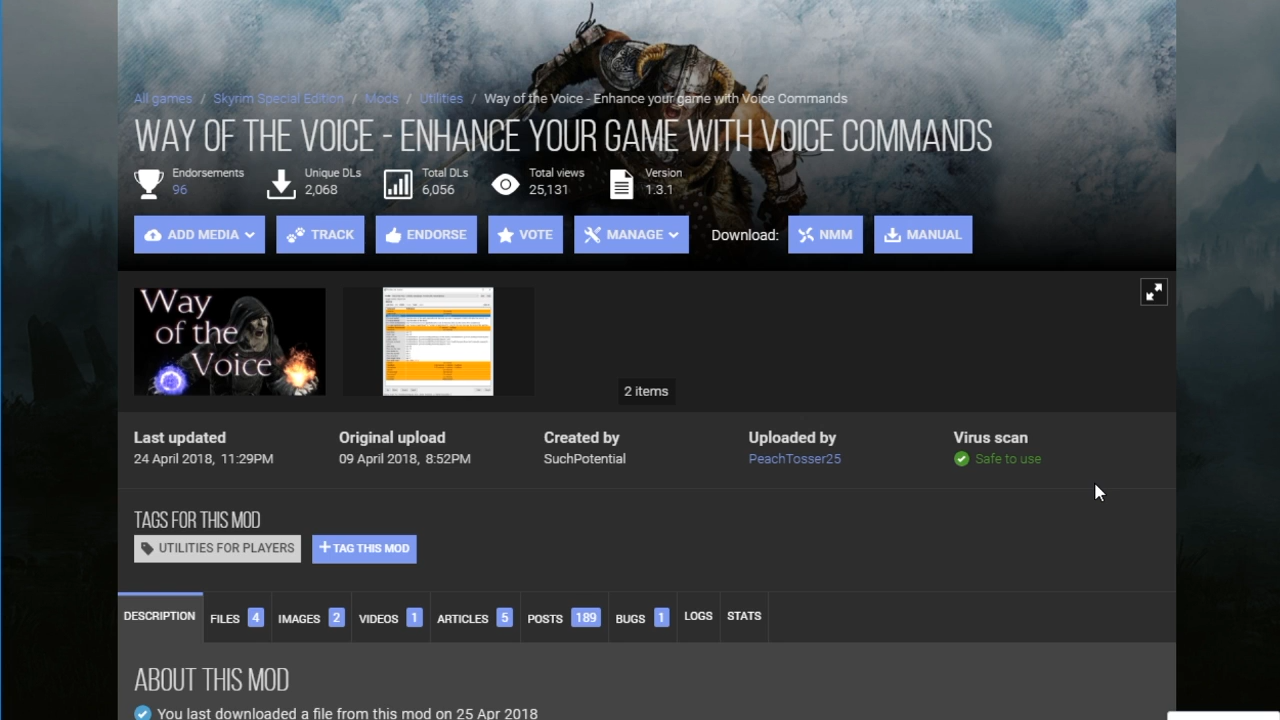 All games / Skyrim Special Edition / Mods / Utilities / Way of the Voice - Enhance your game with Voice Commands
WAY OF THE VOICE - ENHANCE YOUR GAME WITH VOICE COMMANDS
Endorsements Unique DLs Total DLs Total views Version
96 2,068 6,056 25,131 1.3.1
ADD MEDIA TRACK ENDORSE VOTE MANAGE Download: NMM MANUAL
Way
of the
Voice
2 items
Last updated Original upload Created by Uploaded by Virus scan
24 April 2018, 11:29PM 09 April 2018, 8:52PM SuchPotential PeachTosser25 Safe to use
TAGS FOR THIS MOD
UTILITIES FOR PLAYERS +TAG THIS MOD
DESCRIPTION FILES 4 IMAGES 2 VIDEOS 1 ARTICLES 5 POSTS 189 BUGS 1 LOGS STATS
ABOUT THIS MOD
You last downloaded a file from this mod on 25 Apr 2018